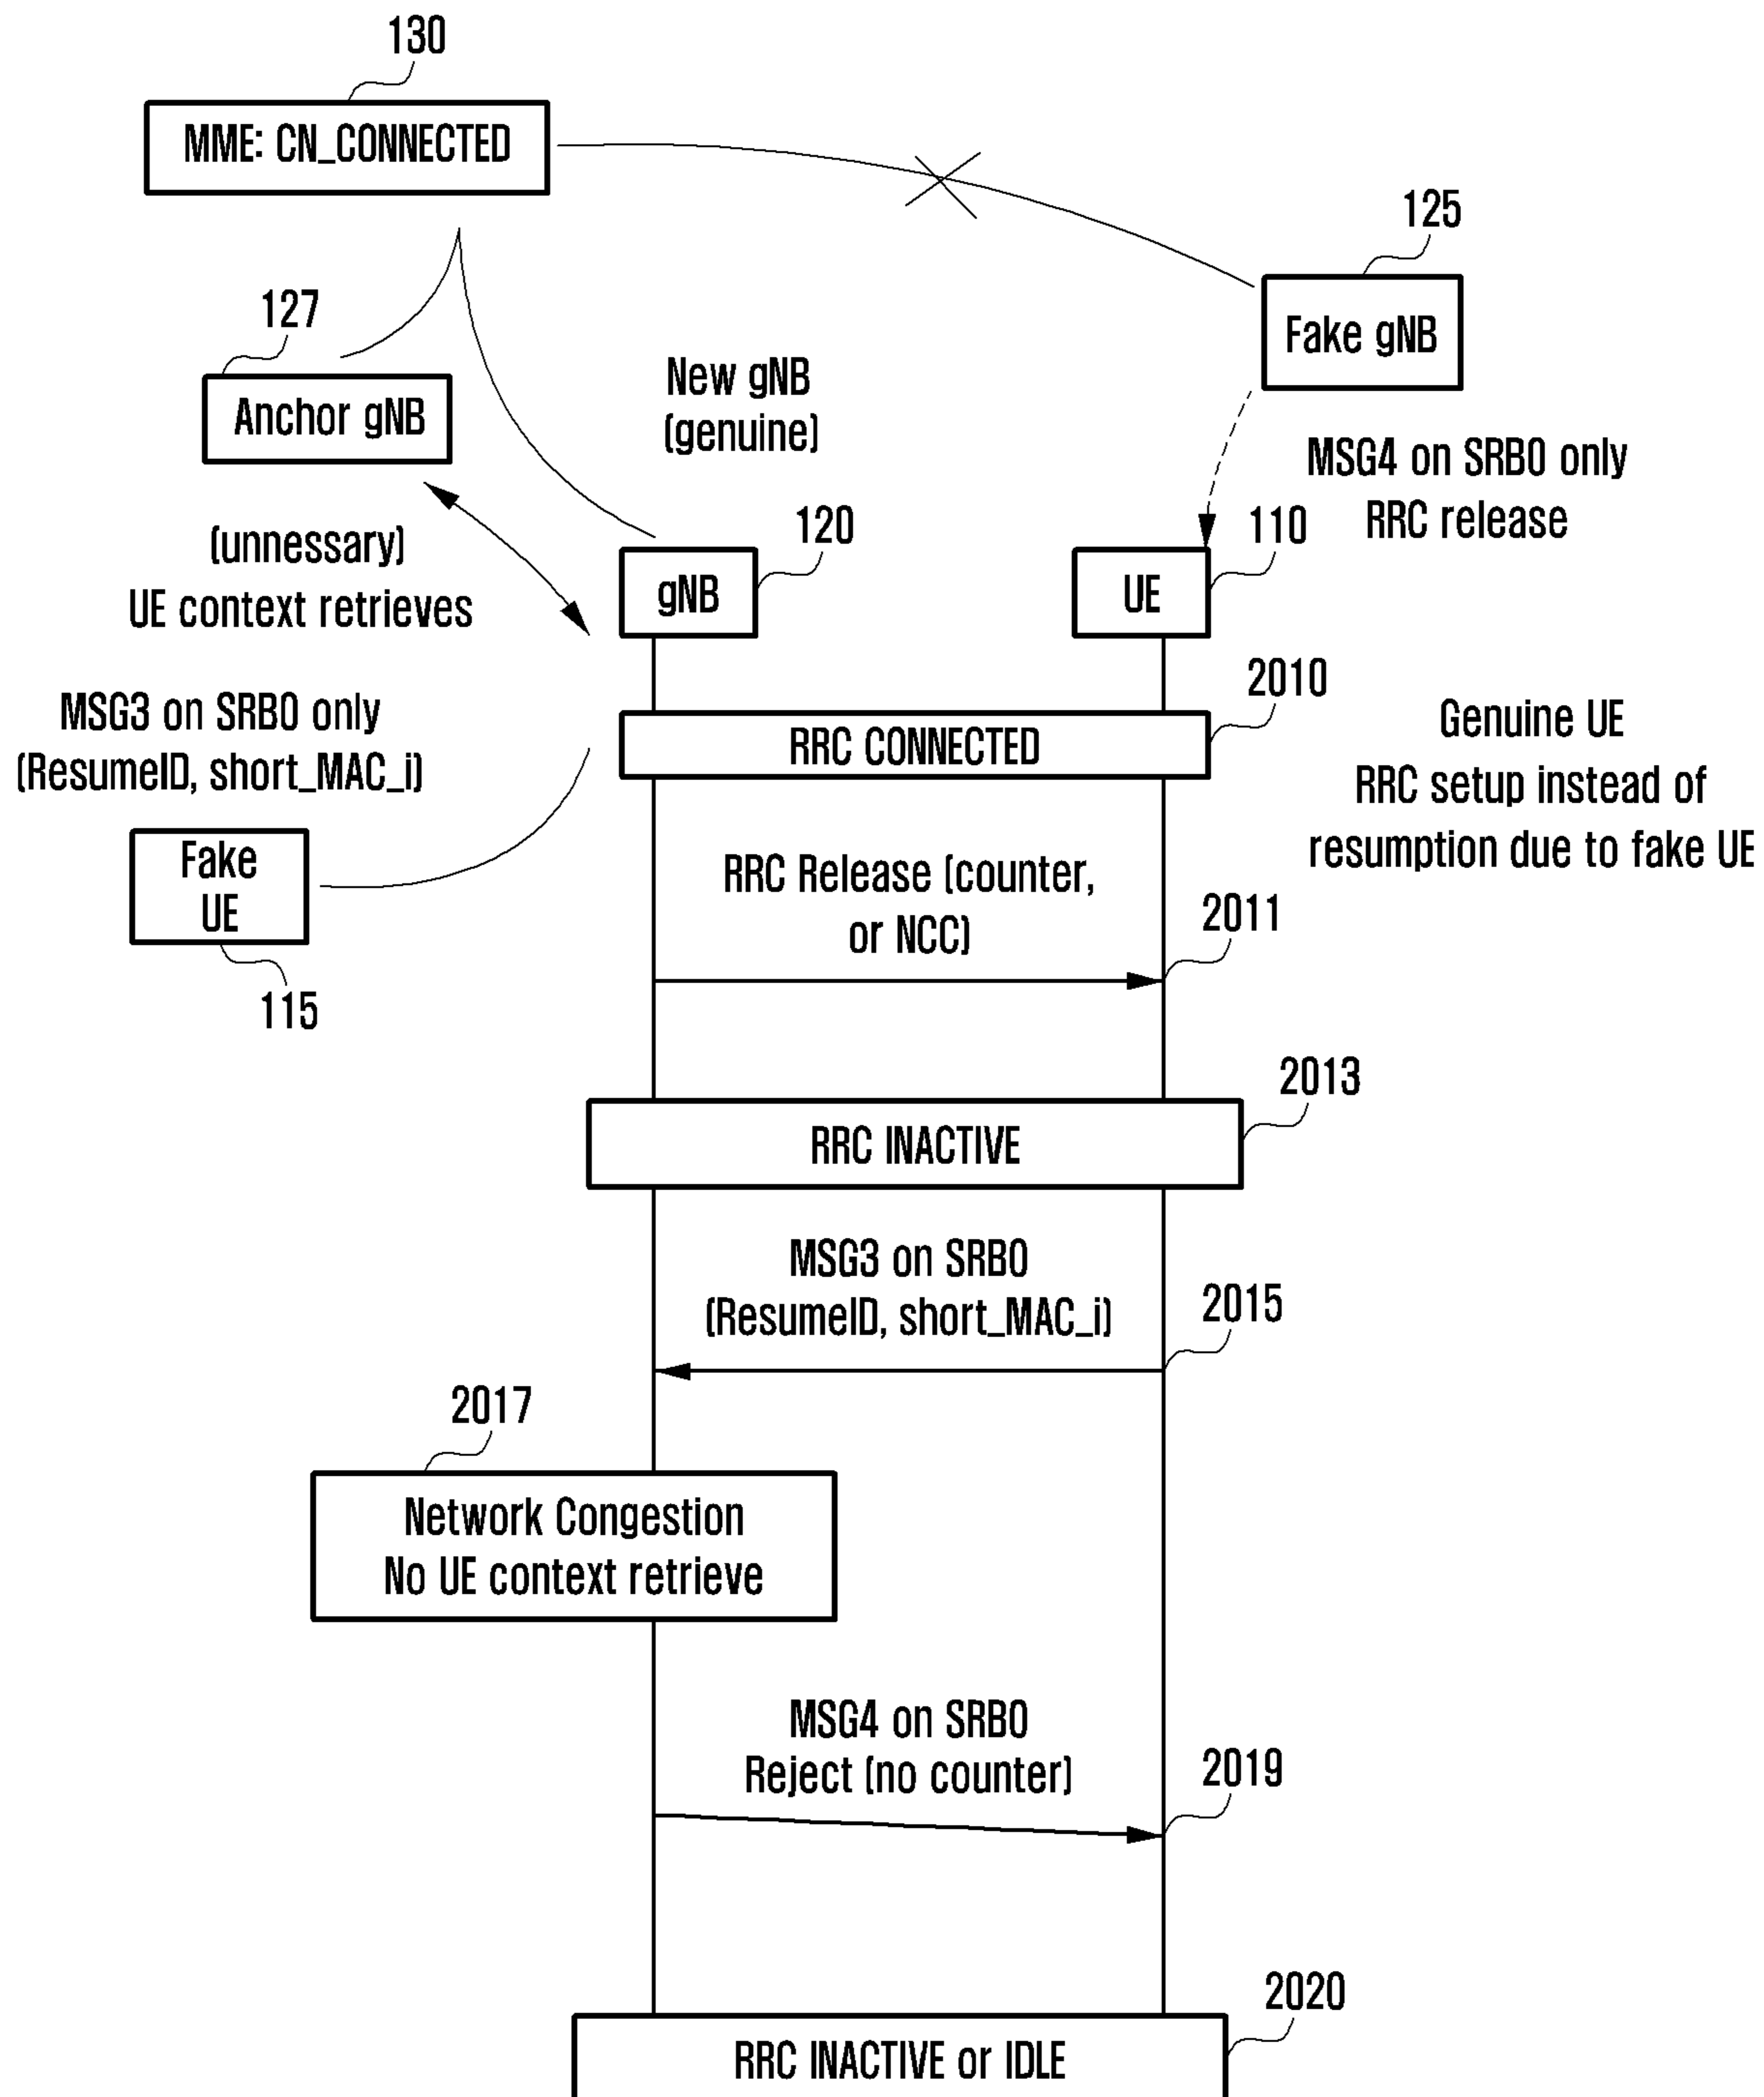 130
MME: CN_CONNECTED
125
Fake gNB
127
Anchor gNB
New gNB
(genuine)
MSG4 on SRB0 only
RRC release
(unnessary)
UE context retrieves
120
gNB
110
UE
MSG3 on SRB0 only
(ResumeID, short_MAC_i)
2010
RRC CONNECTED
Genuine UE
RRC setup instead of
resumption due to fake UE
Fake
UE
115
RRC Release (counter,
or NCC)
2011
2013
RRC INACTIVE
MSG3 on SRB0
(ResumeID, short_MAC_i)
2015
2017
Network Congestion
No UE context retrieve
MSG4 on SRB0
Reject (no counter)
2019
2020
RRC INACTIVE or IDLE